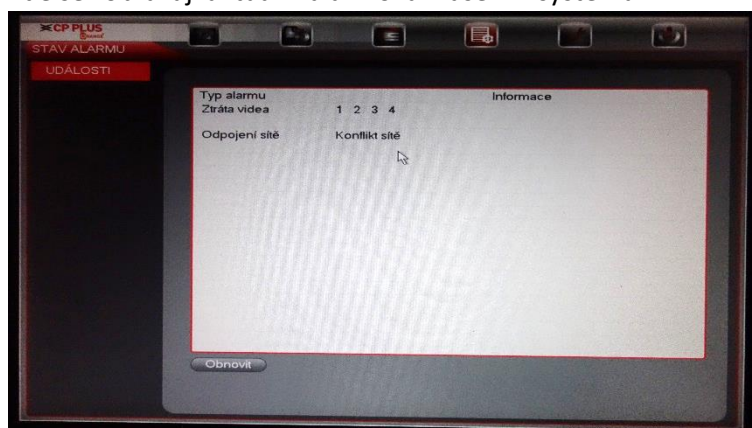 CP PLUS
STAV ALARMU
UDÁLOSTI
Typ alarmu Informace
Ztráta videa 1 2 3 4
Odpojení sítě Konflikt sítě
Obnovit